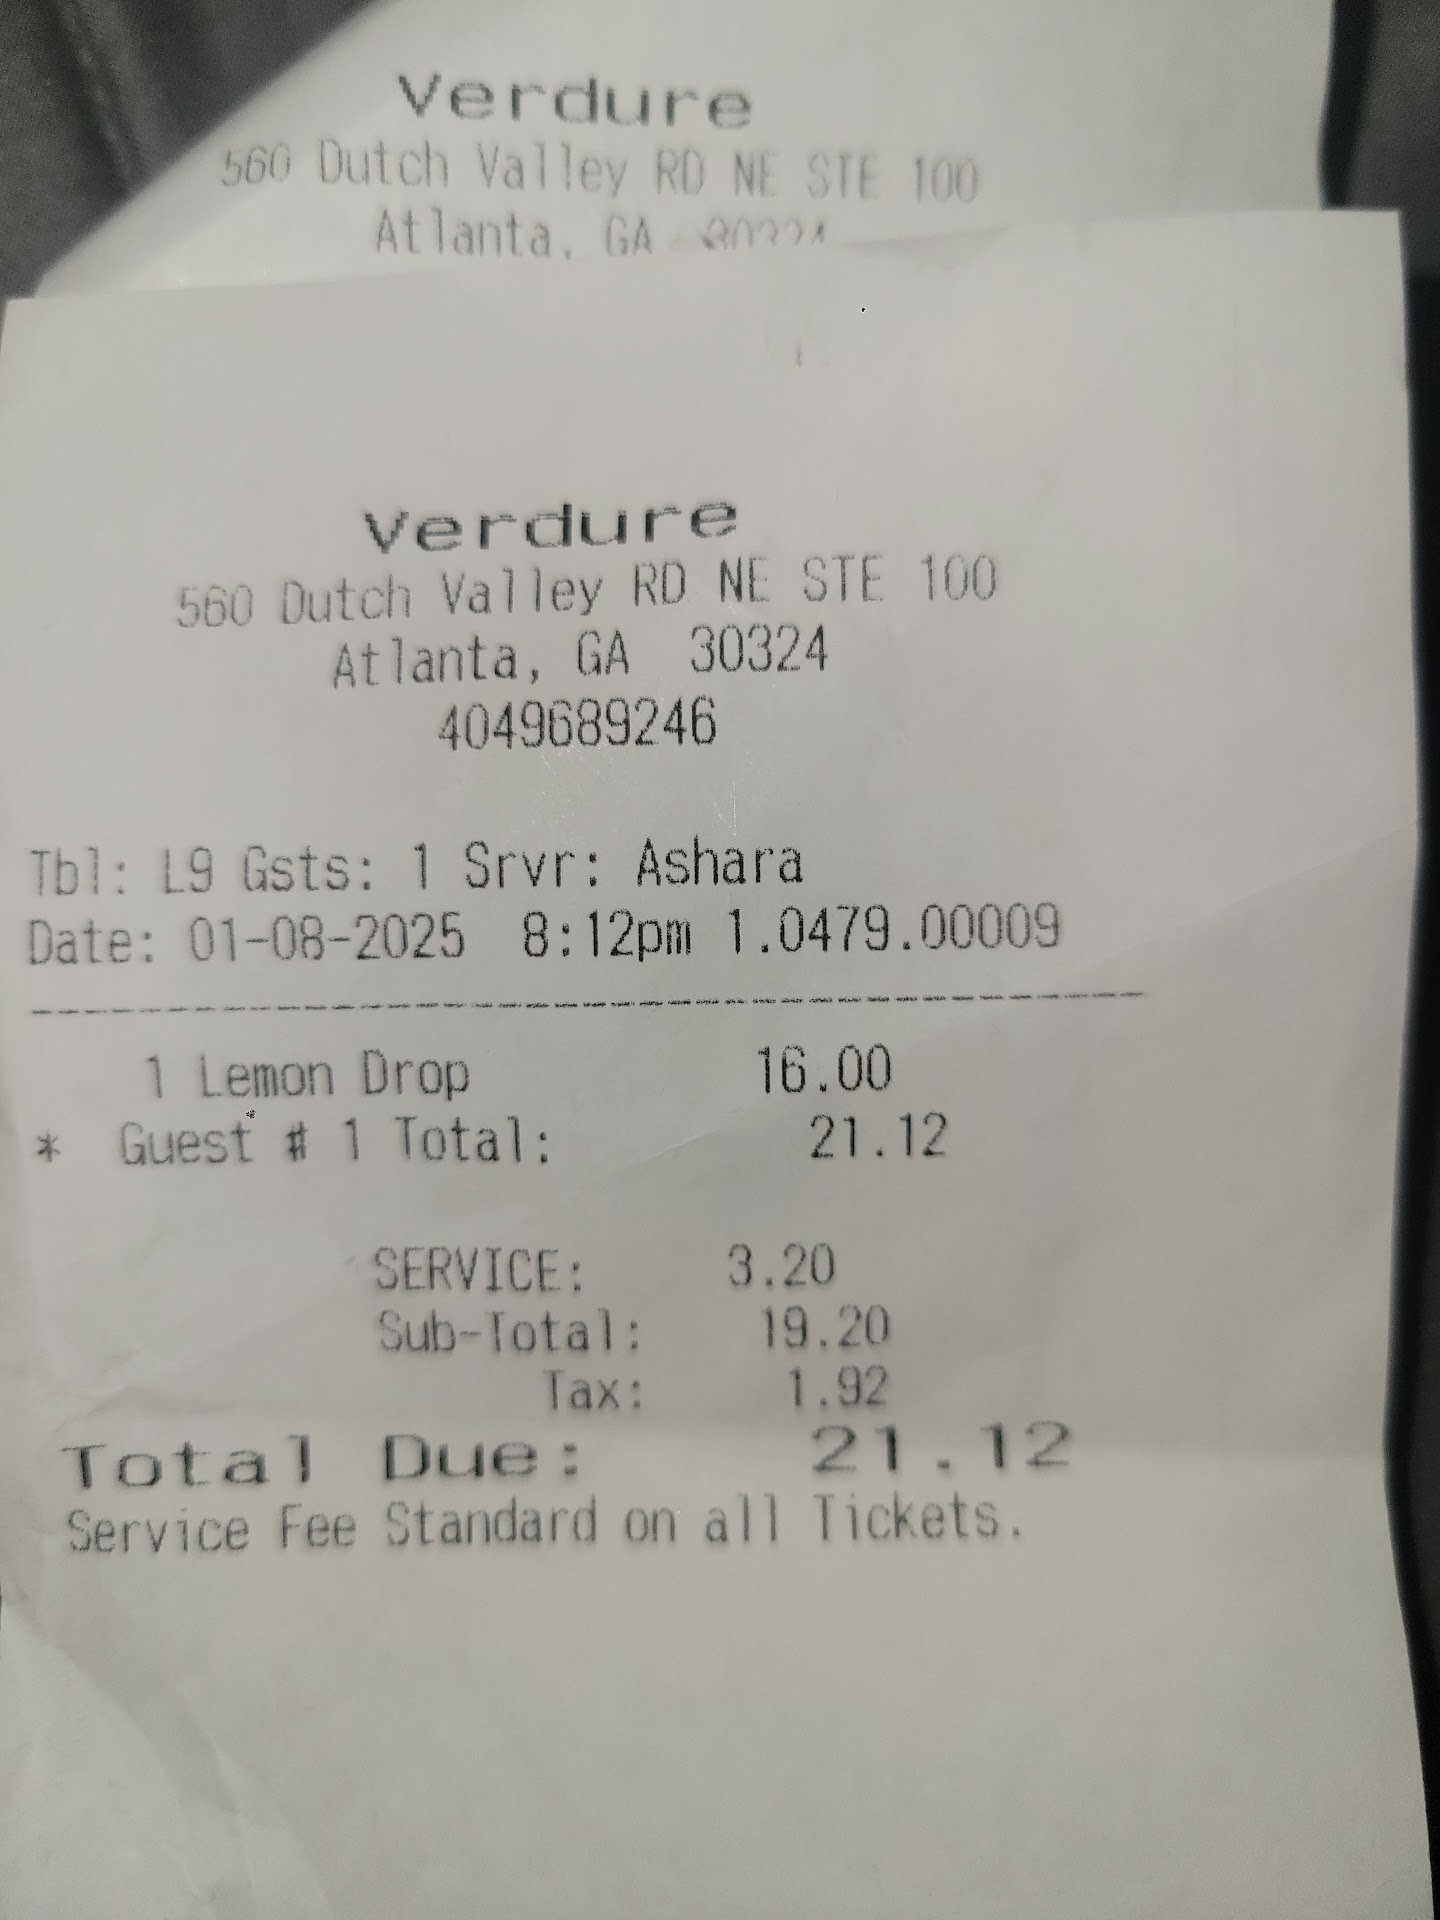 Verdure
560 Dutch Valley RD NE STE 100
Atlanta, GA 30324
Verdure
560 Dutch Valley RD NE STE 100
Atlanta, GA 30324
4049689246
Tbl: L9 Gsts: 1 Srvr: Ashara
Date: 01-08-2025 8:12pm 1.0479.00009
1 Lemon Drop 16.00
* Guest # 1 Total: 21.12
SERVICE: 3.20
Sub-Total: 19.20
Tax: 1.92
Total Due: 21.12
Service Fee Standard on all Tickets.